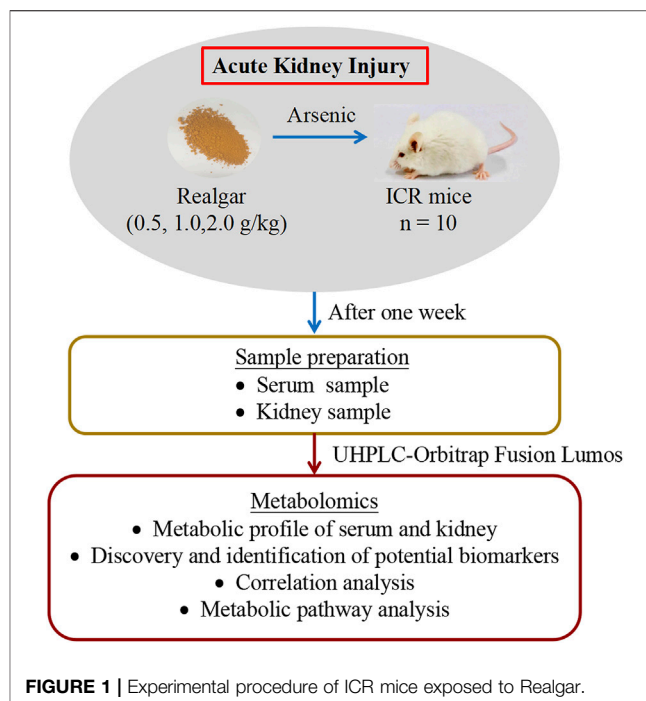 Acute Kidney Injury
Arsenic
Realgar
(0.5, 1.0,2.0 g/kg)
ICR mice
n = 10
After one week
Sample preparation
• Serum sample
• Kidney sample
UHPLC-Orbitrap Fusion Lumos
Metabolomics
• Metabolic profile of serum and kidney
• Discovery and identification of potential biomarkers
• Correlation analysis
• Metabolic pathway analysis
FIGURE 1 | Experimental procedure of ICR mice exposed to Realgar.